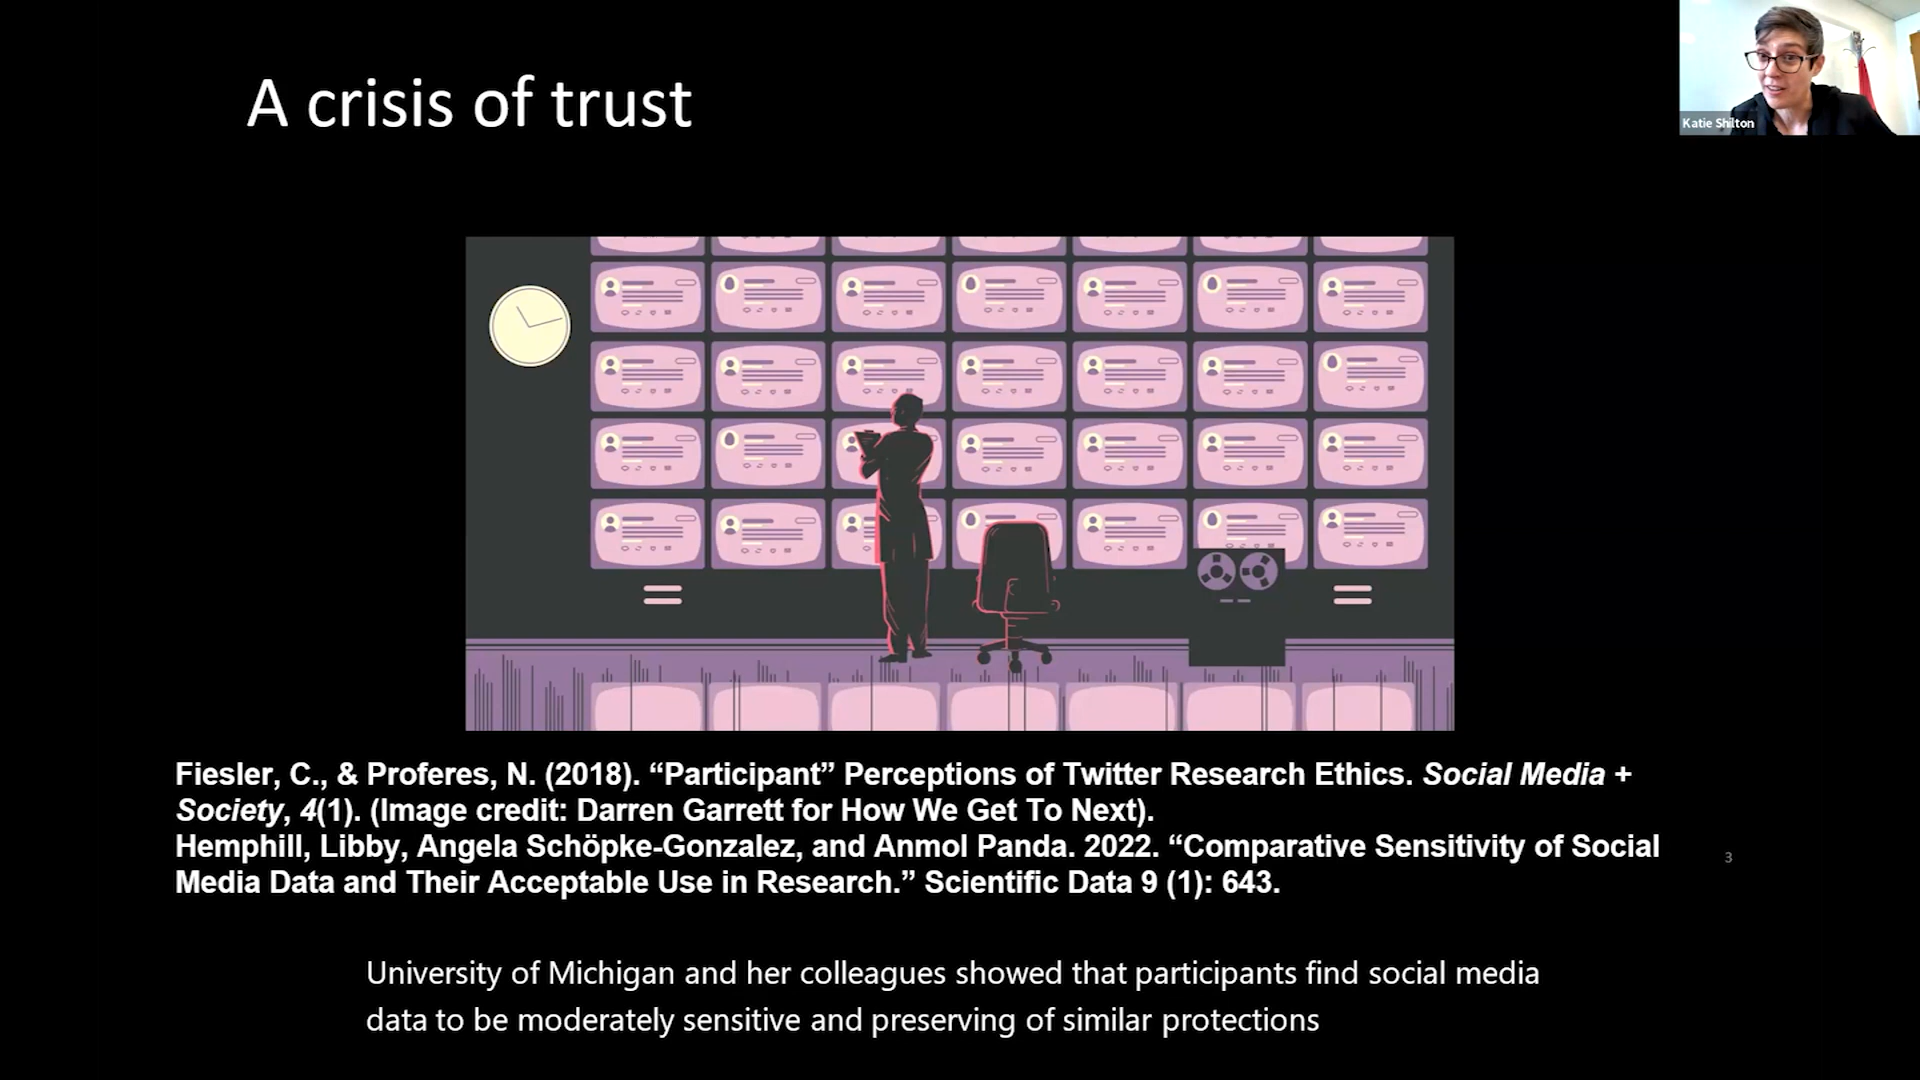 A crisis of trust
Katie Shilton
Fiesler, C., & Proferes, N. (2018). “Participant” Perceptions of Twitter Research Ethics. Social Media +
Society, 4(1). (Image credit: Darren Garrett for How We Get To Next).
Hemphill, Libby, Angela Schöpke-Gonzalez, and Anmol Panda. 2022. “Comparative Sensitivity of Social
Media Data and Their Acceptable Use in Research.” Scientific Data 9 (1): 643.
3
University of Michigan and her colleagues showed that participants find social media
data to be moderately sensitive and preserving of similar protections